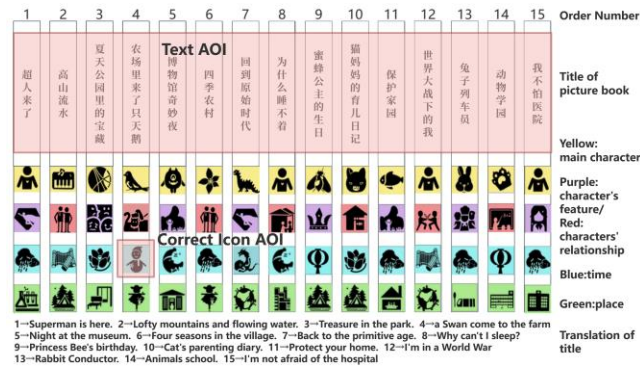 1 2 3 4 5 6 7 8 9 10 11 12 13 14 15 Order Number
Text AOI
超人来了
高山流水
夏天公园里的宝藏
农场里来了只天鹅
博物馆奇妙夜
四季农村
回到原始时代
为什么睡不着
蜜蜂公主的生日
猫妈妈的育儿日记
保护家园
世界大战下的我
兔子列车员
动物学园
我不怕医院
Title of
picture book
Yellow:
main character
Purple:
character's
feature/
Red:
characters'
relationship
Correct Icon AOI
Blue:time
Green:place
1→Superman is here. 2→Lofty mountains and flowing water. 3→Treasure in the park. 4→a Swan come to the farm
5→Night at the museum. 6→Four seasons in the village. 7→Back to the primitive age. 8→Why can't I sleep?
9→Princess Bee's birthday. 10→Cat's parenting diary. 11→Protect your home. 12→I'm in a World War
13→Rabbit Conductor. 14→Animals school. 15→I'm not afraid of the hospital
Translation of
title